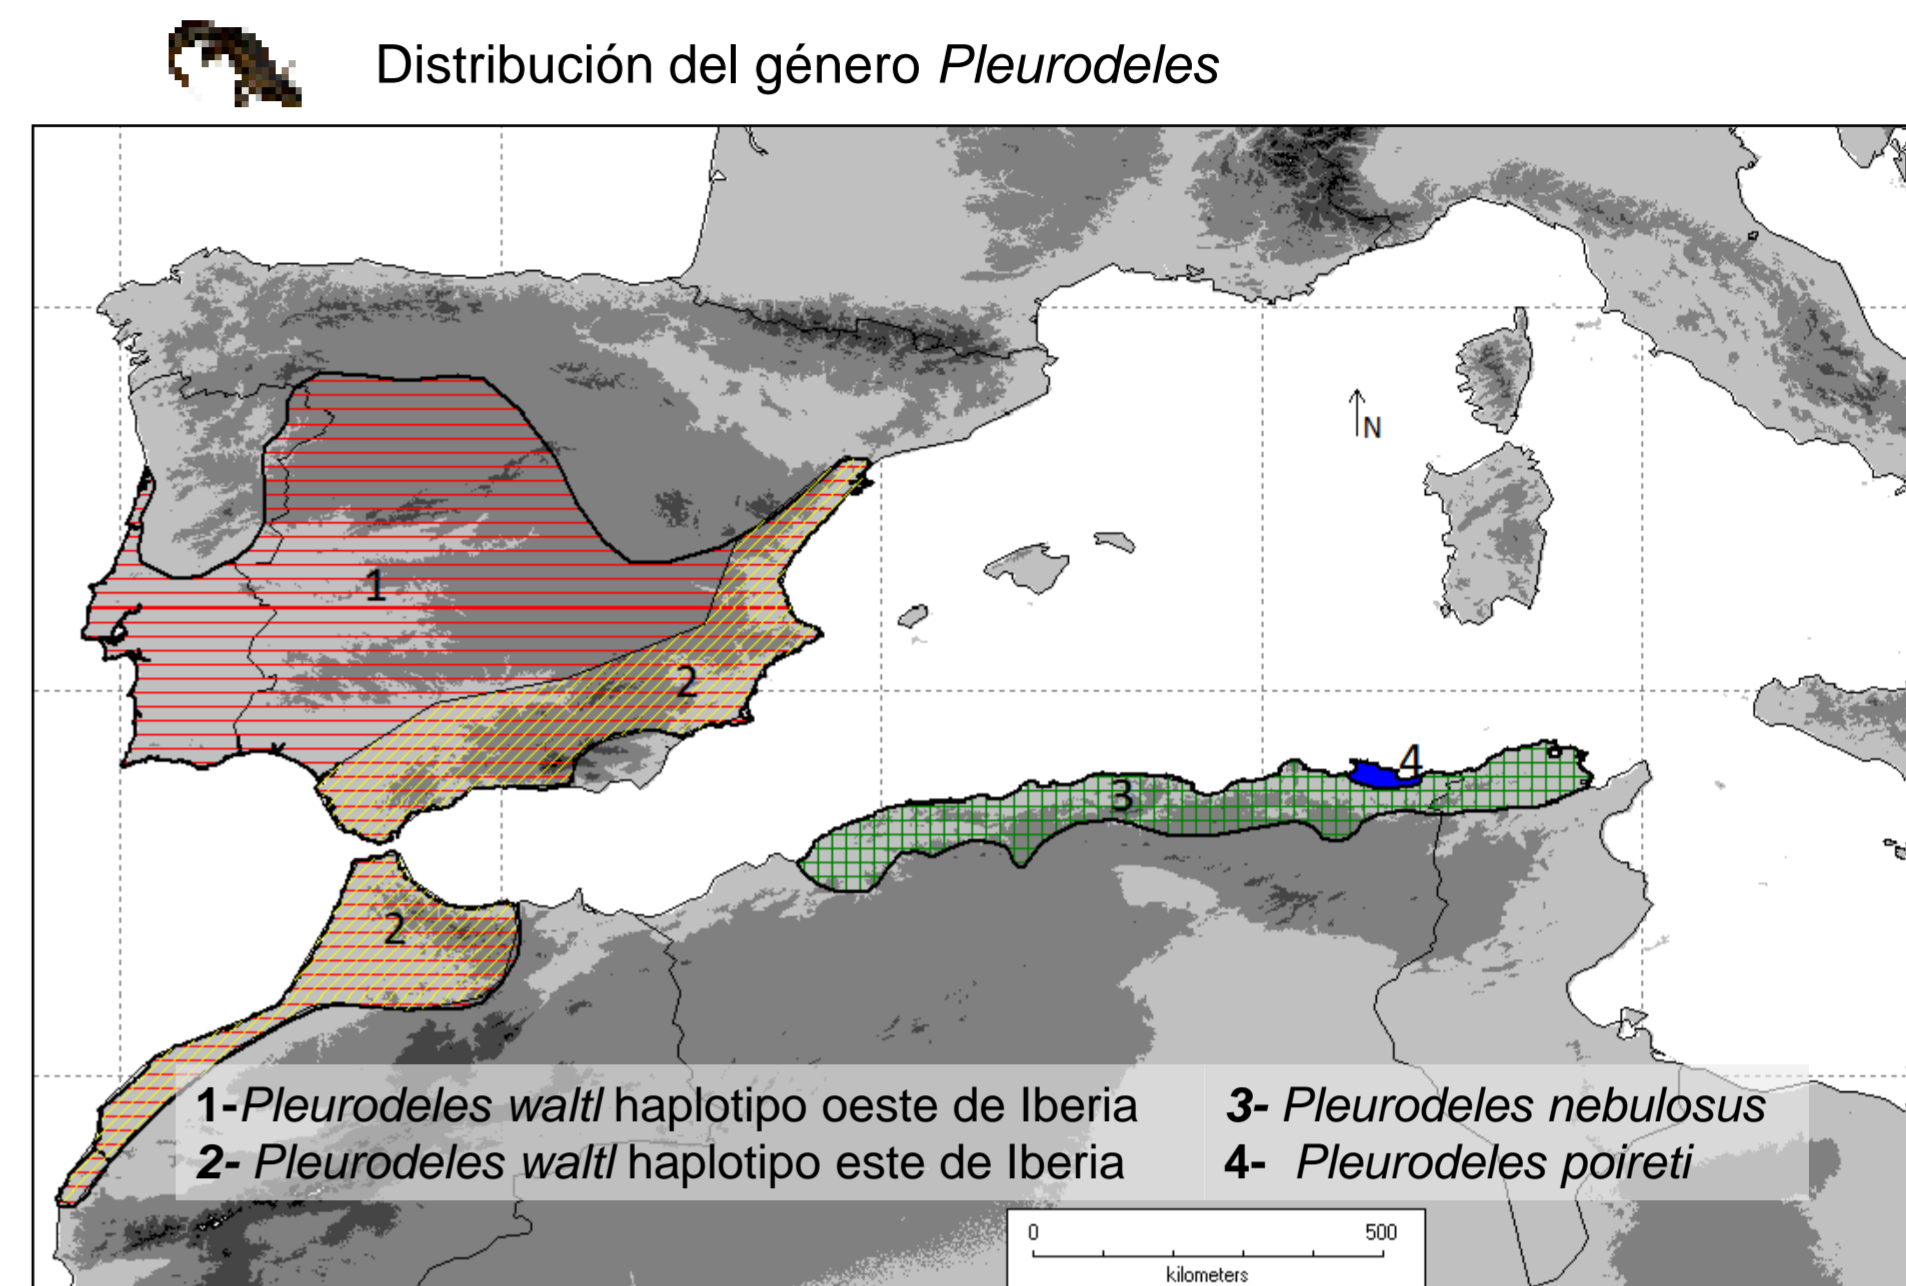 Distribución del género Pleurodeles
N
1
2
3
4
2
1-Pleurodeles waltl haplotipo oeste de Iberia
2- Pleurodeles waltl haplotipo este de Iberia
3- Pleurodeles nebulosus
4- Pleurodeles poireti
0 500
kilometers